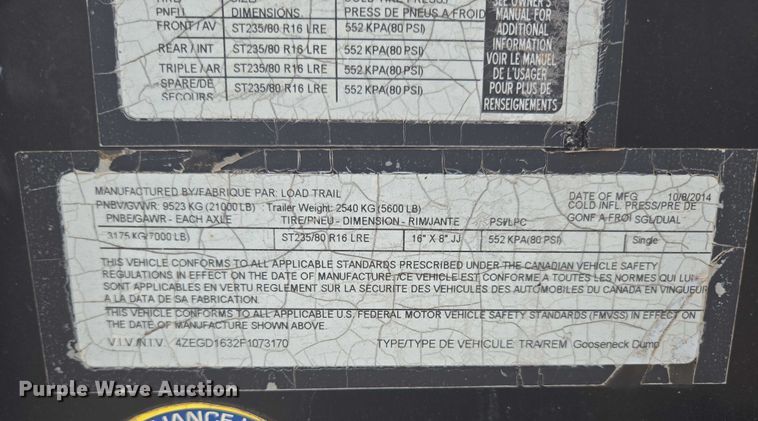 PNEU DIMENSIONS. PRESS DE PNEUS A FROID
FRONT/AV ST235/80 R16 LRE 552 KPA(80 PSI)
REAR / INT ST235/80 R16 LRE 552 KPA(80 PSI)
TRIPLE/AR ST235/80 R16 LRE 552 KPA(80 PSI)
SPARE/DE SECOURS ST235/80 R16 LRE 552 KPA(80 PSI)
SEE OWNER'S
MANUAL FOR
ADDITIONAL
INFORMATION
VOIR LE MANUEL
DE L'USAGER
POUR PLUS DE
RENSEIGNEMENTS
MANUFACTURED BY/FABRIQUE PAR: LOAD TRAIL DATE OF MFG 10/8/2014
PNBV/GVWR: 9523 KG (21000 LB) Trailer Weight: 2540 KG (5600 LB) COLD INFL. PRESS/PRE DE
PNBE/GAWR - EACH AXLE TIRE/PNEU - DIMENSION - RIM/JANTE PSI/LPC GONF A FROI SGL/DUAL
3175 KG(7000 LB) ST235/80 R16 LRE 16" X 8" JJ 552 KPA(80 PSI) Single
THIS VEHICLE CONFORMS TO ALL APPLICABLE STANDARDS PRESCRIBED UNDER THE CANADIAN VEHICLE SAFETY
REGULATIONS IN EFFECT ON THE DATE OF MANUFACTURE./CE VEHICLE EST CONFORME A TOUTES LES NORMES QUI LUI
SONT APPLICABLES EN VERTU REGLEMENT SUR LA SÉCURITE DES VEHICULES DES AUTOMOBILES DU CANADA EN VINGUEUR
A LA DATA DE SA FABRICATION.
THIS VEHICLE CONFORMS TO ALL APPLICABLE U.S. FEDERAL MOTOR VEHICLE SAFETY STANDARDS (FMVSS) IN EFFECT ON
THE DATE OF MANUFACTURE SHOWN ABOVE.
V.I.V./N.I.V. 4ZEGD1632F1073170 TYPE/TYPE DE VEHICULE: TRA/REM Gooseneck Dump
Purple Wave Auction